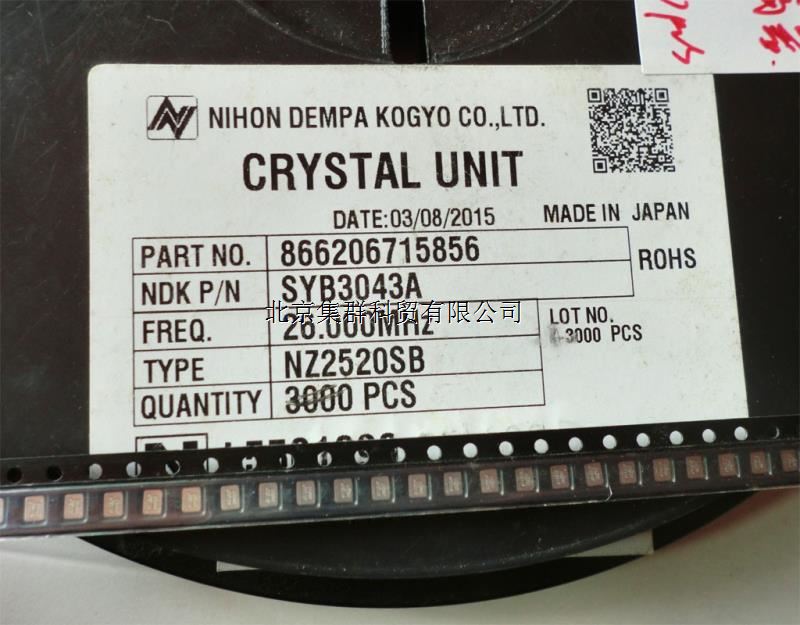 NIHON DEMPA KOGYO CO.,LTD.
CRYSTAL UNIT
DATE:03/08/2015 MADE IN JAPAN
PART NO. 866206715856
ROHS
NDK P/N SYB3043A
北京集群科贸有限公司
FREQ. 26.000MHz
LOT NO.
3000 PCS
TYPE NZ2520SB
QUANTITY 3000 PCS